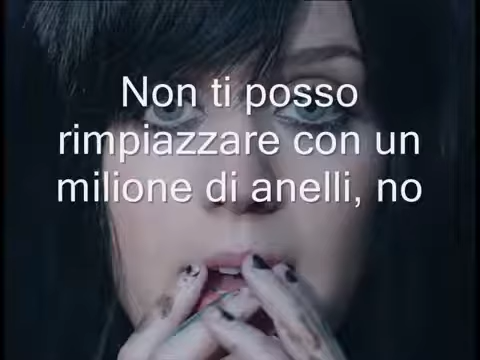 Non ti posso
rimpiazzare con un
milione di anelli, no